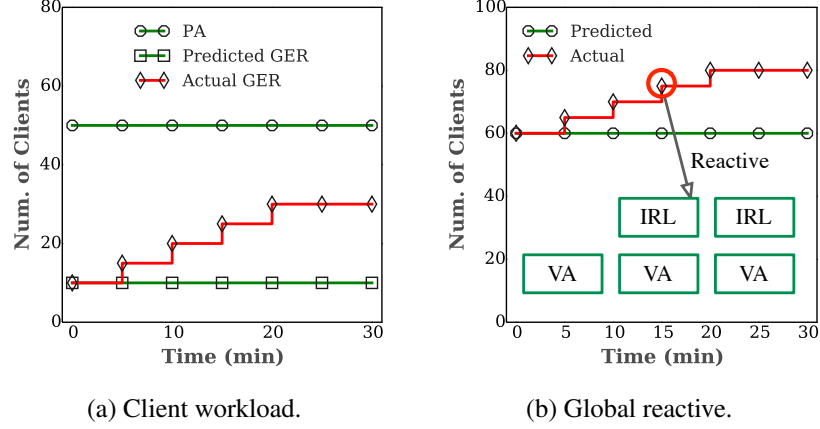 80
60
40
20
0
0
10
20
30
Num. of Clients
Time (min)
PA
Predicted GER
Actual GER
(a) Client workload.
100
80
60
40
20
0
0
5
10
15
20
25
30
Num. of Clients
Time (min)
Predicted
Actual
Reactive
IRL
IRL
VA
VA
VA
(b) Global reactive.